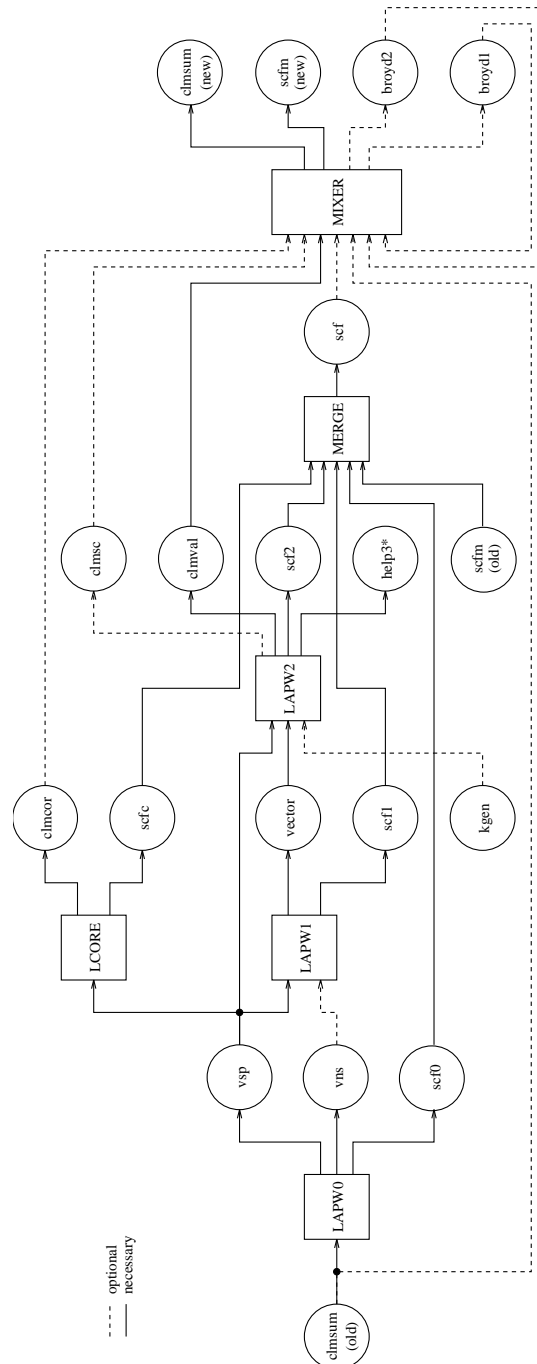 optional
necessary
clmsum
(old)
LAPW0
vsp
vns
scf0
LCORE
LAPW1
clmcor
scfc
vector
scf1
kgen
LAPW2
clmsc
clmval
scf2
help3*
scfm
(old)
MERGE
scf
MIXER
clmsum
(new)
scfm
(new)
broyd2
broyd1